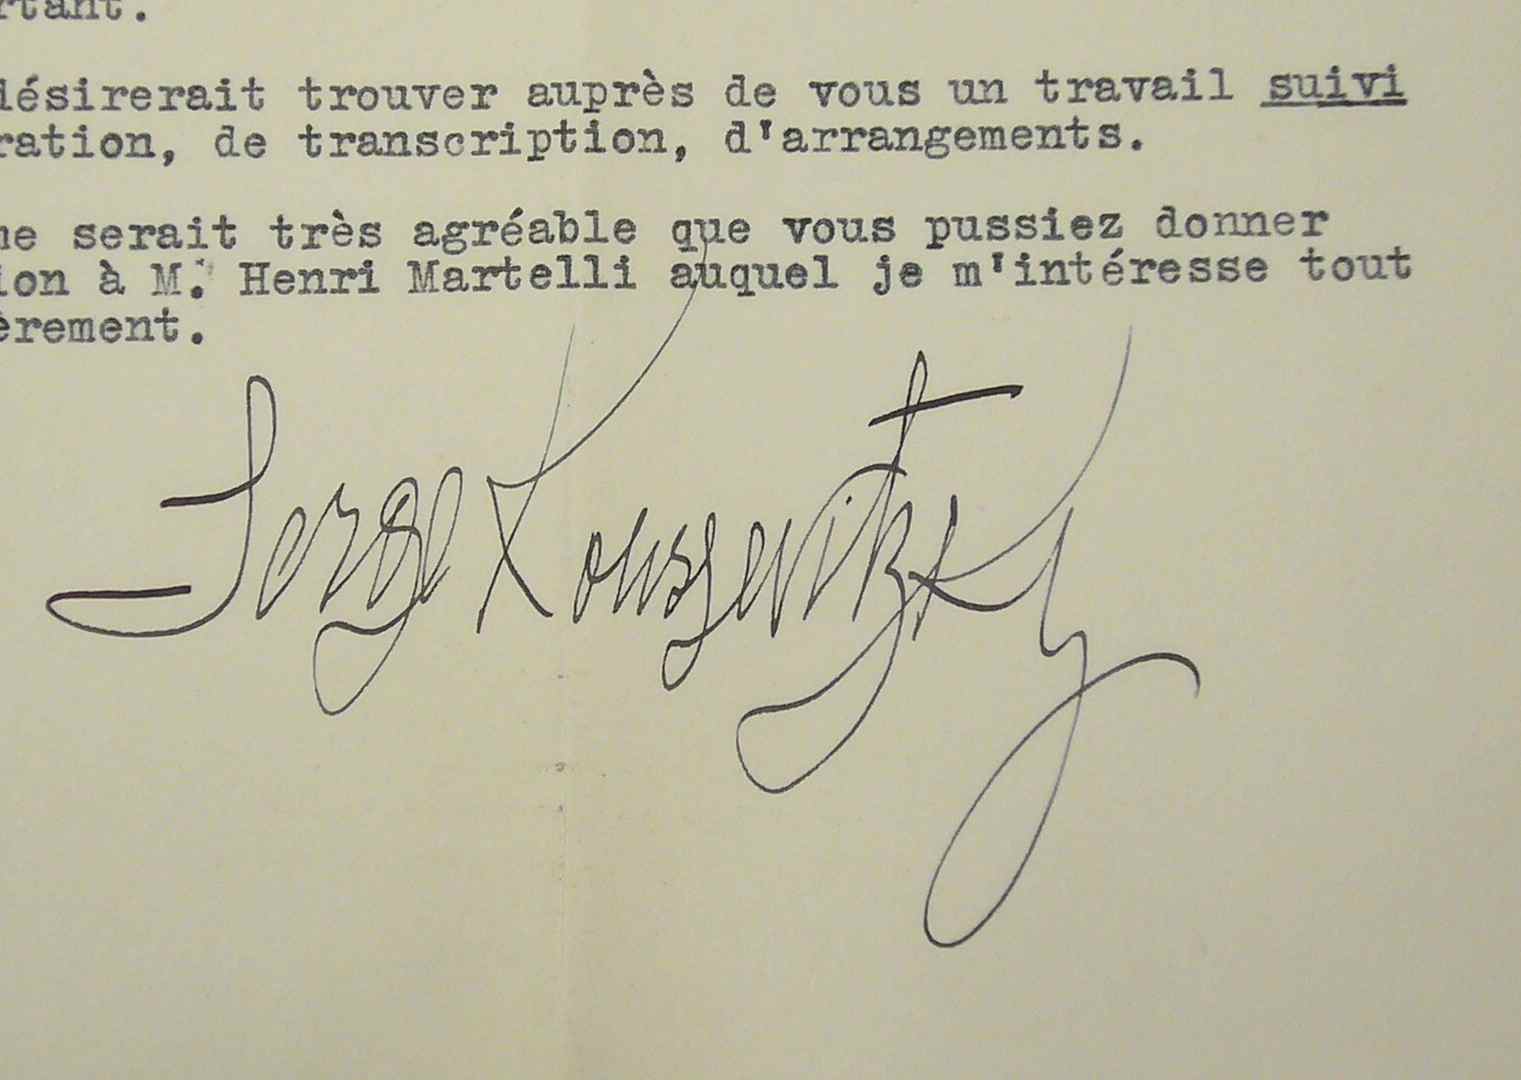 rtant.
désirerait trouver auprès de vous un travail suivi
ration, de transcription, d'arrangements.
me serait très agréable que vous pussiez donner
ion à M. Henri Martelli auquel je m'intéresse tout
èrement.
Serge Koussevitzky